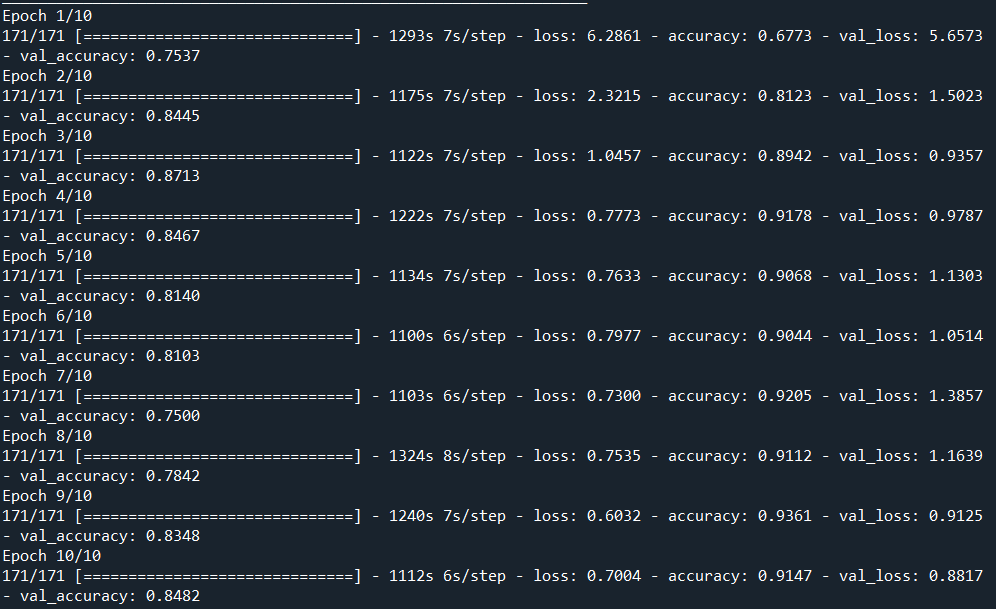 Epoch 1/10
171/171 [==============================] - 1293s 7s/step - loss: 6.2861 - accuracy: 0.6773 - val_loss: 5.6573
- val_accuracy: 0.7537
Epoch 2/10
171/171 [==============================] - 1175s 7s/step - loss: 2.3215 - accuracy: 0.8123 - val_loss: 1.5023
- val_accuracy: 0.8445
Epoch 3/10
171/171 [==============================] - 1122s 7s/step - loss: 1.0457 - accuracy: 0.8942 - val_loss: 0.9357
- val_accuracy: 0.8713
Epoch 4/10
171/171 [==============================] - 1222s 7s/step - loss: 0.7773 - accuracy: 0.9178 - val_loss: 0.9787
- val_accuracy: 0.8467
Epoch 5/10
171/171 [==============================] - 1134s 7s/step - loss: 0.7633 - accuracy: 0.9068 - val_loss: 1.1303
- val_accuracy: 0.8140
Epoch 6/10
171/171 [==============================] - 1100s 6s/step - loss: 0.7977 - accuracy: 0.9044 - val_loss: 1.0514
- val_accuracy: 0.8103
Epoch 7/10
171/171 [==============================] - 1103s 6s/step - loss: 0.7300 - accuracy: 0.9205 - val_loss: 1.3857
- val_accuracy: 0.7500
Epoch 8/10
171/171 [==============================] - 1324s 8s/step - loss: 0.7535 - accuracy: 0.9112 - val_loss: 1.1639
- val_accuracy: 0.7842
Epoch 9/10
171/171 [==============================] - 1240s 7s/step - loss: 0.6032 - accuracy: 0.9361 - val_loss: 0.9125
- val_accuracy: 0.8348
Epoch 10/10
171/171 [==============================] - 1112s 6s/step - loss: 0.7004 - accuracy: 0.9147 - val_loss: 0.8817
- val_accuracy: 0.8482